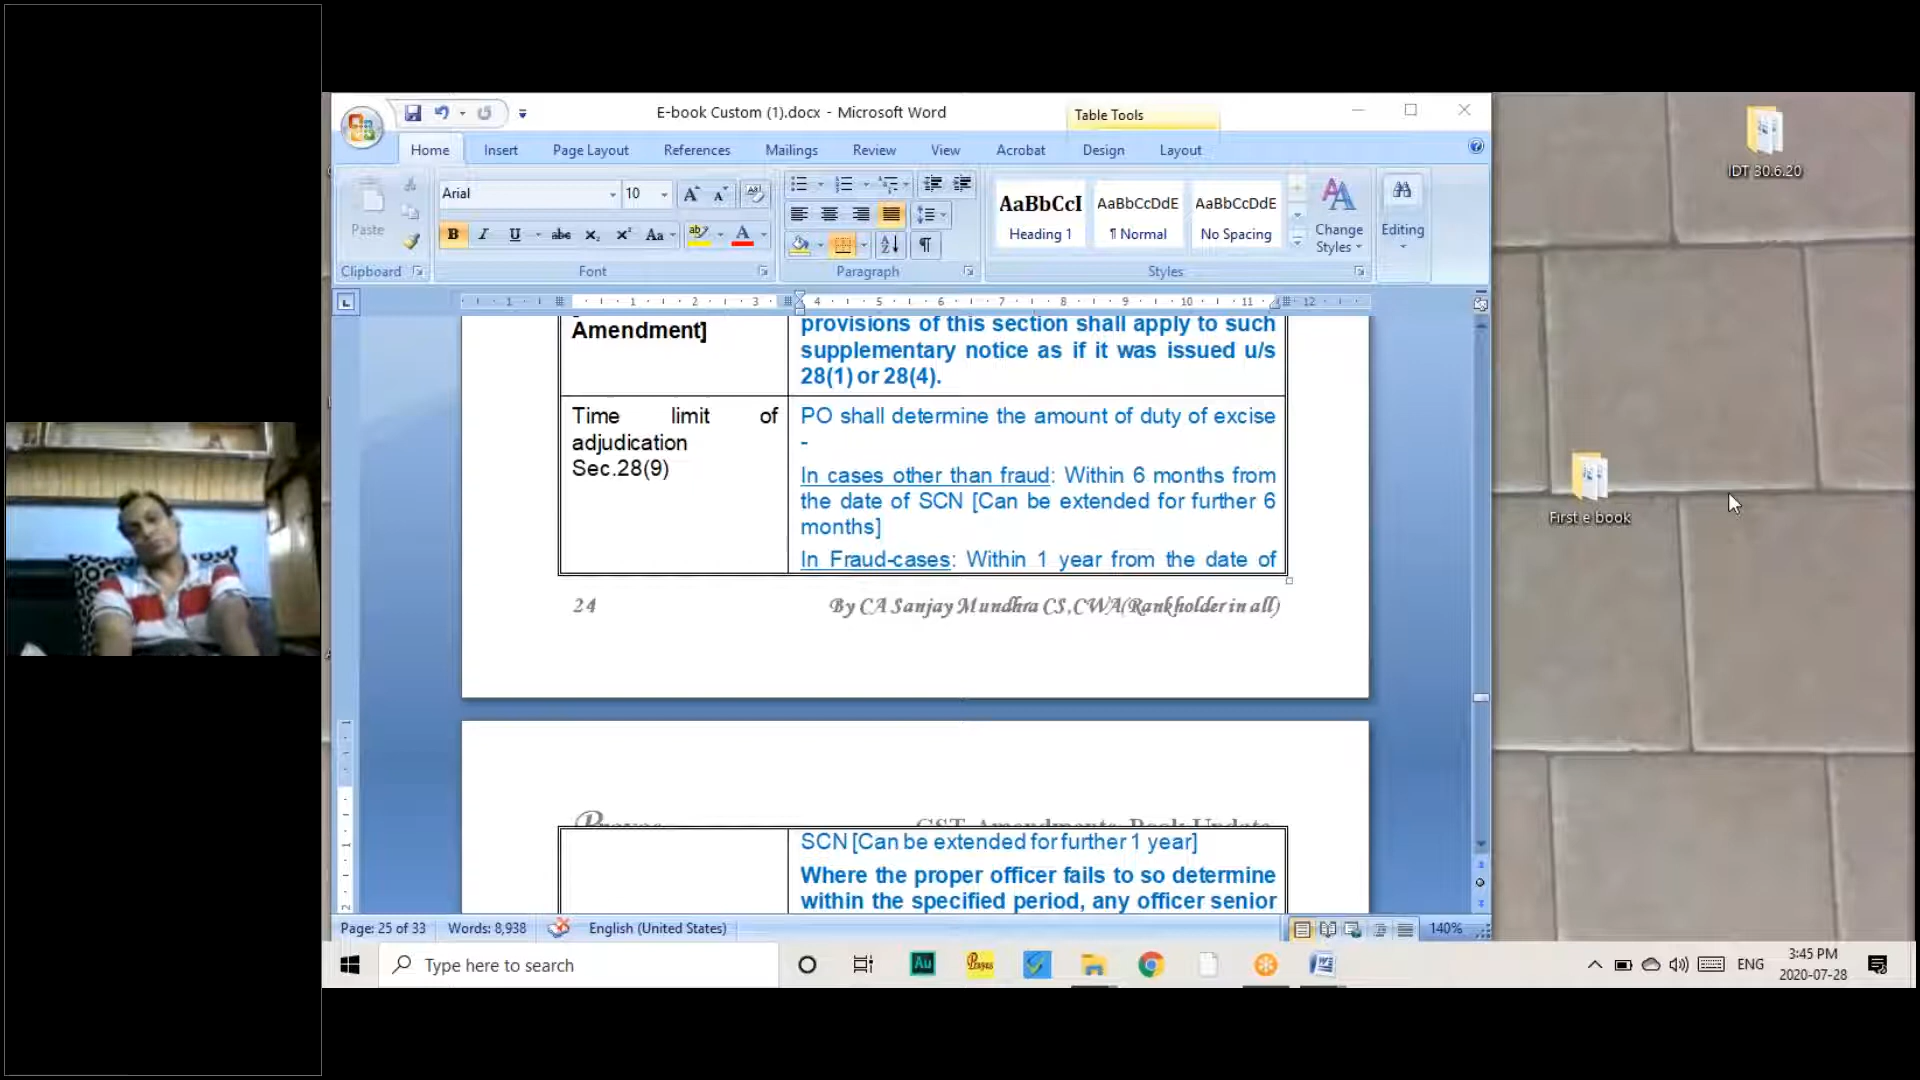 E-book Custom (1).docx - Microsoft Word
Table Tools
Home Insert Page Layout References Mailings Review View Acrobat Design Layout
Paste
Clipboard
Arial 10
Font
Paragraph
AaBbCcI AaBbCcDdE AaBbCcDdE
Heading 1 ¶ Normal No Spacing
Change Styles
Styles
Editing
Amendment]
provisions of this section shall apply to such
supplementary notice as if it was issued u/s
28(1) or 28(4).
Time limit of
adjudication
Sec.28(9)
PO shall determine the amount of duty of excise
-
In cases other than fraud: Within 6 months from
the date of SCN [Can be extended for further 6
months]
In Fraud-cases: Within 1 year from the date of
24 By CA Sanjay Mundhra CS,CWA(Rankholder in all)
SCN [Can be extended for further 1 year]
Where the proper officer fails to so determine
within the specified period, any officer senior
Page: 25 of 33 Words: 8,938 English (United States) 140%
Type here to search
ENG
3:45 PM
2020-07-28
IDT 30.6.20
First e book